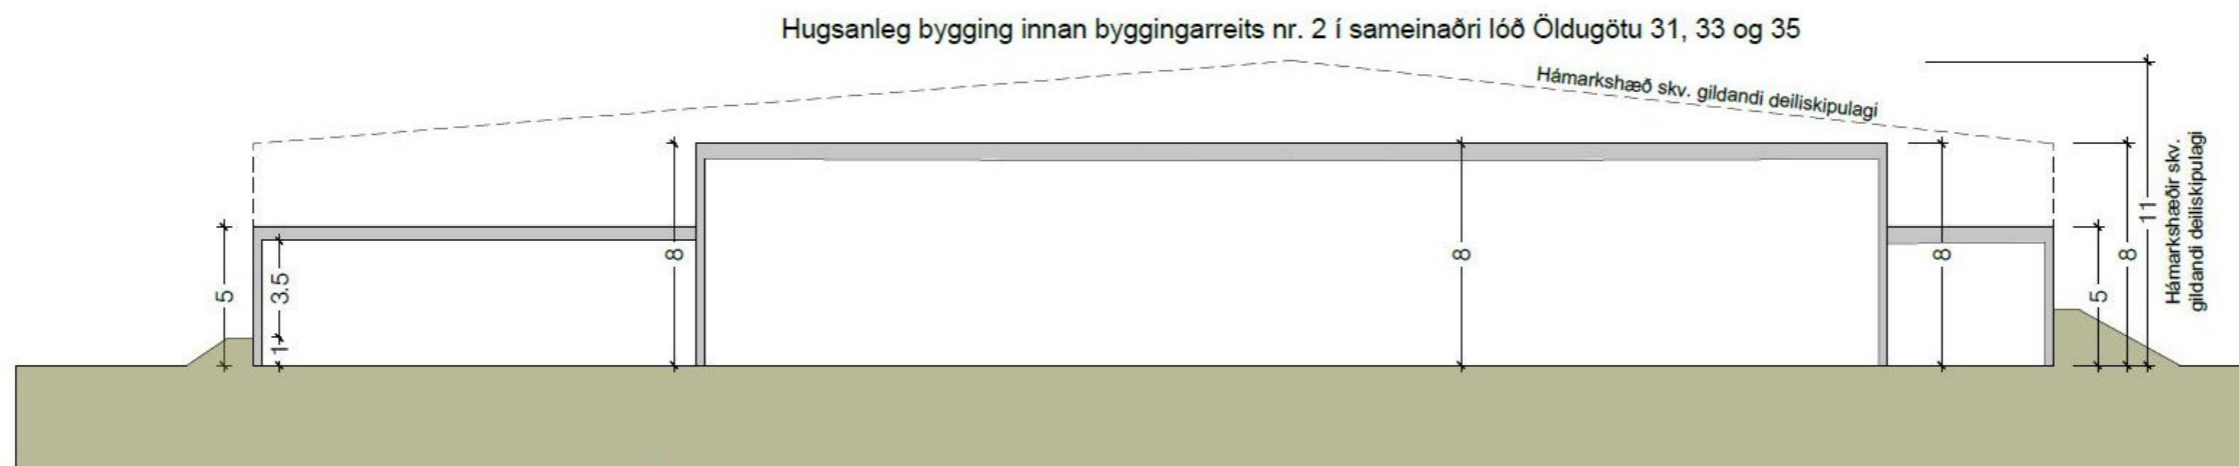 Hugsanleg bygging innan byggingarreits nr. 2 í sameinaðri lóð Öldugötu 31, 33 og 35
Hámarkshæð skv. gildandi deiliskipulagi
5
3.5
1
8
8
8
5
8
11
Hámarkshæðir skv.
gildandi deiliskipulagi